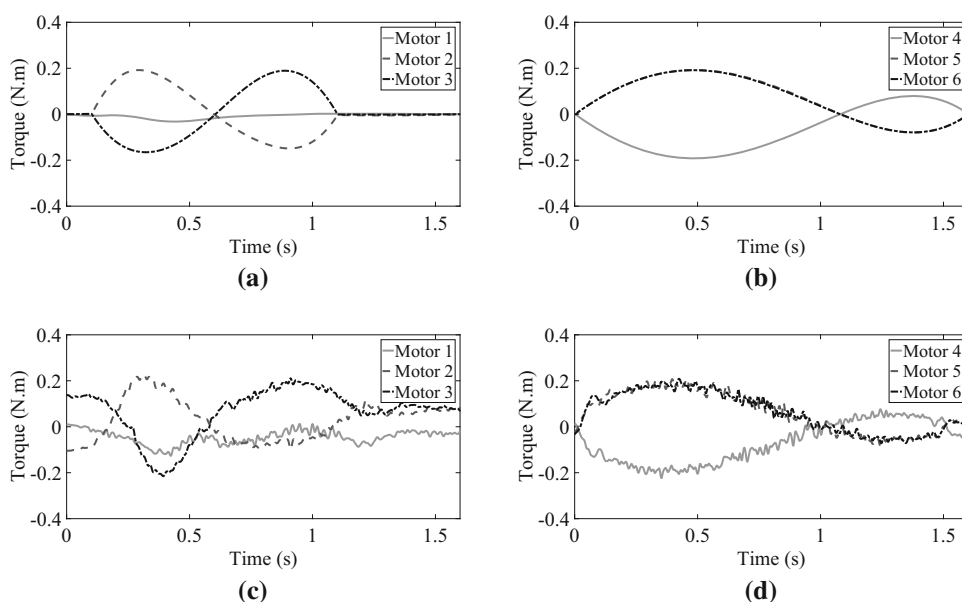 0.4
0.2
0
-0.2
-0.4
Torque (N.m)
Motor 1
Motor 2
Motor 3
0
0.5
1
1.5
Time (s)
(a)
0.4
0.2
0
-0.2
-0.4
Torque (N.m)
Motor 4
Motor 5
Motor 6
0
0.5
1
1.5
Time (s)
(b)
0.4
0.2
0
-0.2
-0.4
Torque (N.m)
Motor 1
Motor 2
Motor 3
0
0.5
1
1.5
Time (s)
(c)
0.4
0.2
0
-0.2
-0.4
Torque (N.m)
Motor 4
Motor 5
Motor 6
0
0.5
1
1.5
Time (s)
(d)